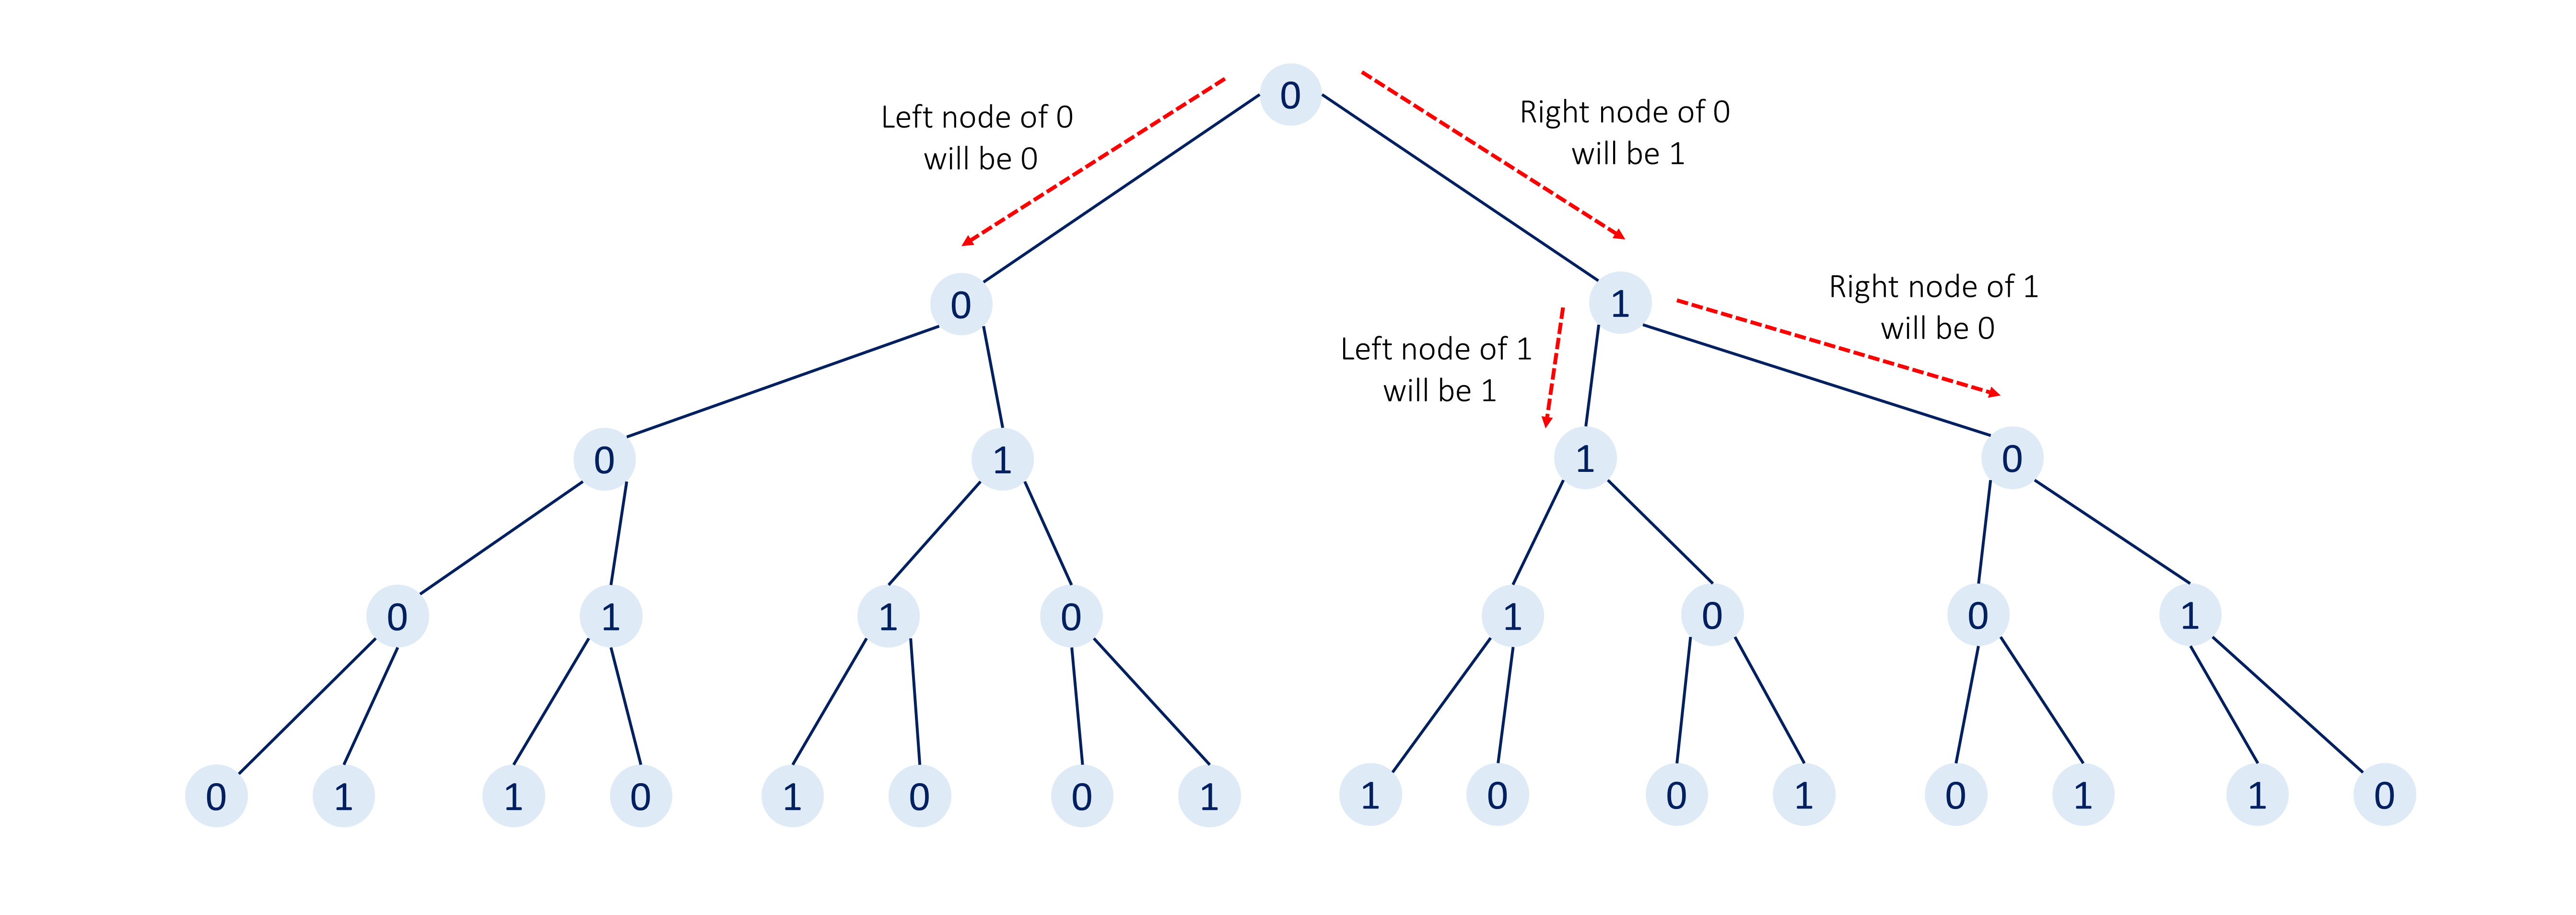 0
Left node of 0
will be 0
Right node of 0
will be 1
0
1
Left node of 1
will be 1
Right node of 1
will be 0
0 1 1 0
0 1 1 0 1 0 0 1
0 1 1 0 1 0 0 1 1 0 0 1 0 1 1 0